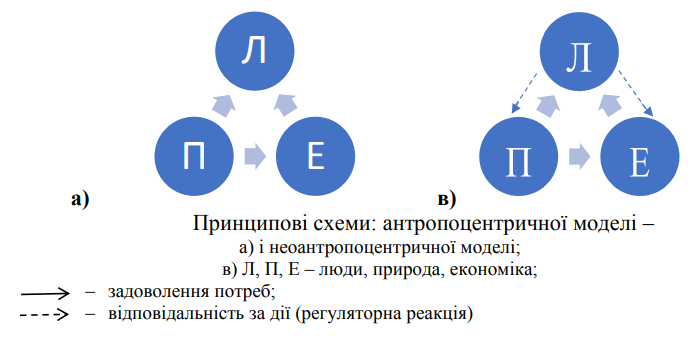 Л
Л
П
Е
П
Е
а)
в)
Принципові схеми: антропоцентричної моделі –
а) і неоантропоцентричної моделі;
в) Л, П, Е – люди, природа, економіка;
– задоволення потреб;
– відповідальність за дії (регуляторна реакція)